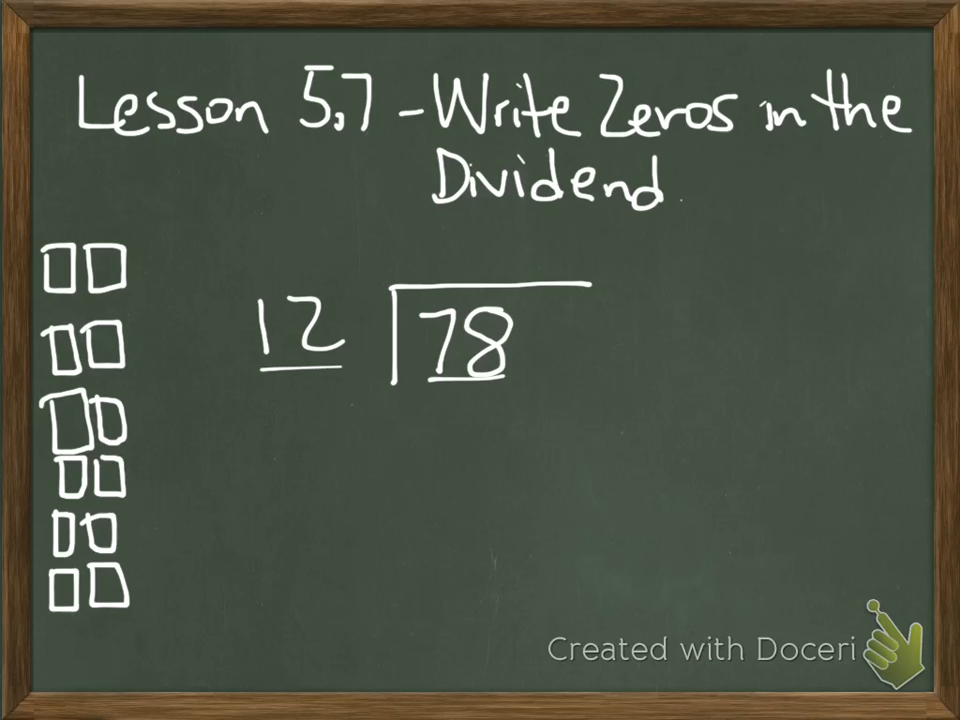 Lesson 5.7 - Write Zeros in the
Dividend
12 78
Created with Doceri